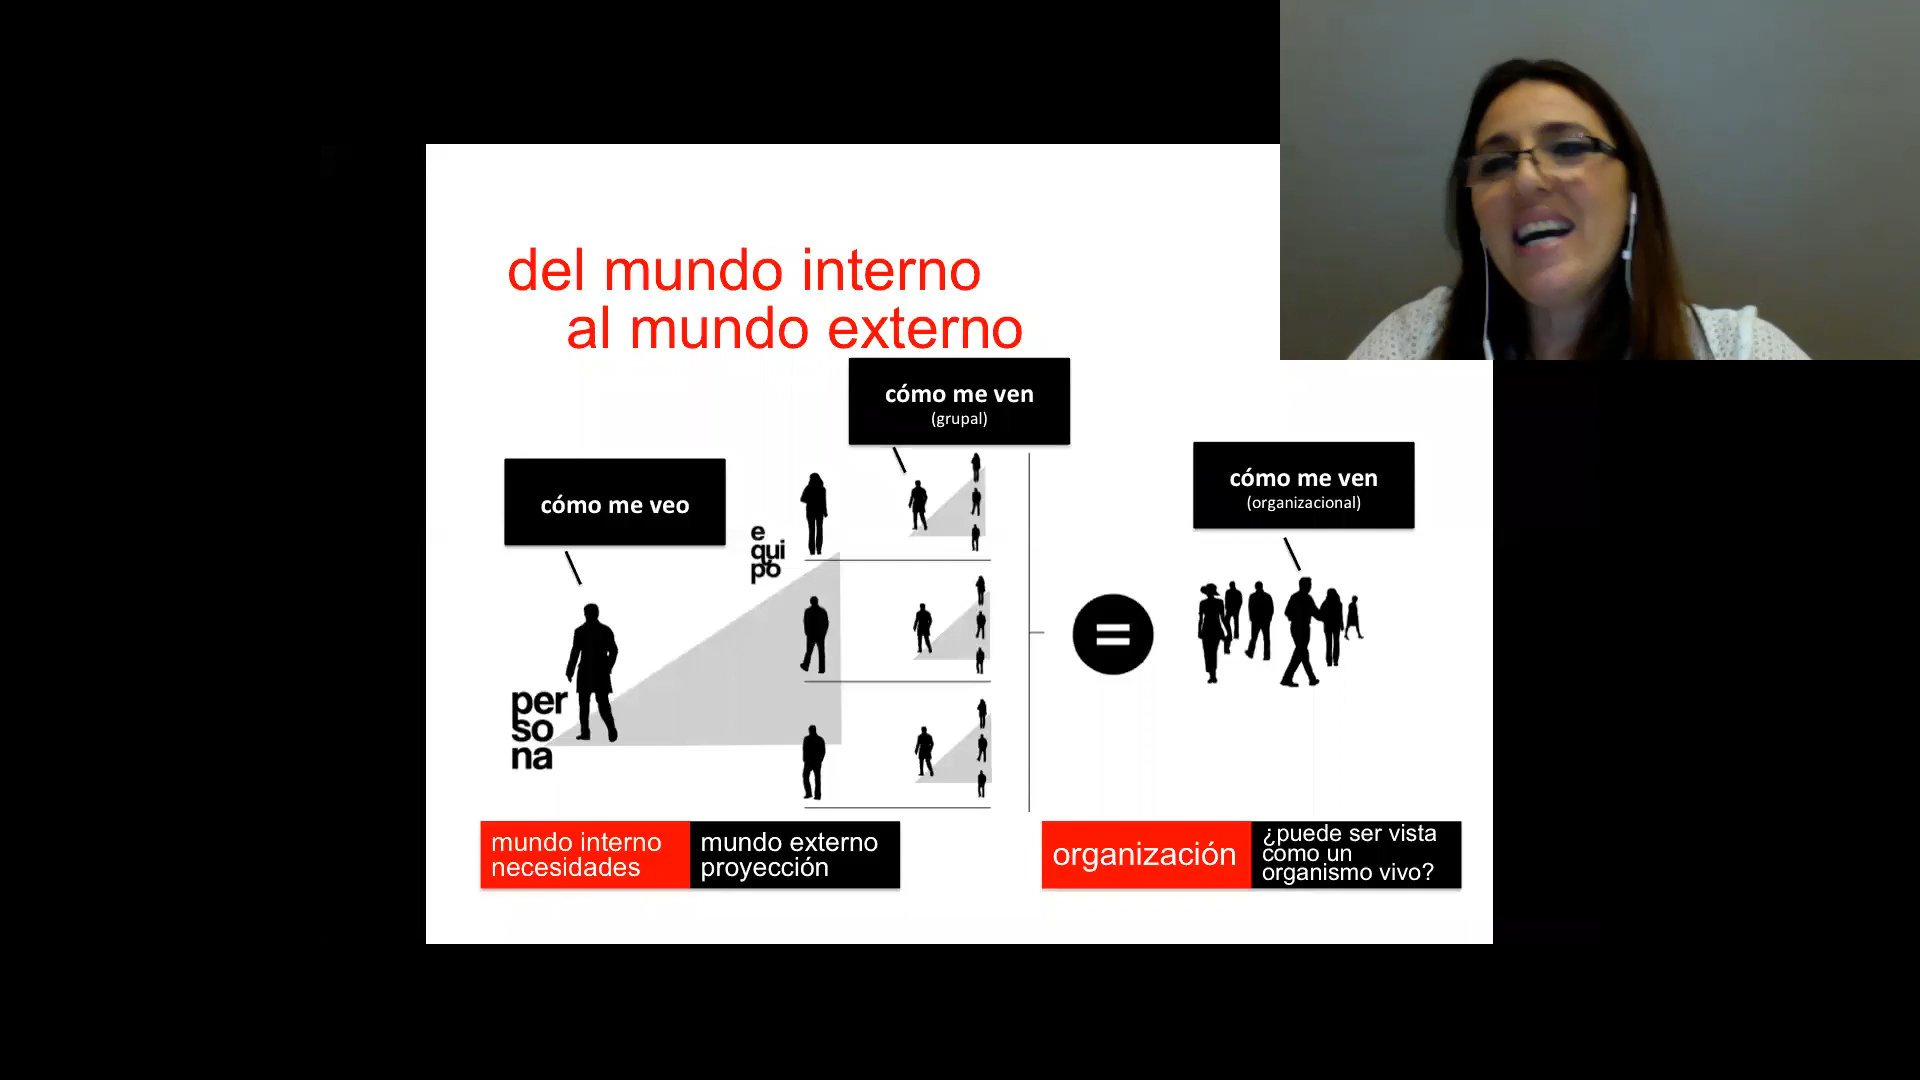 del mundo interno
al mundo externo
cómo me ven
(grupal)
cómo me veo
cómo me ven
(organizacional)
e
qui
po
per
so
na
mundo interno
necesidades
mundo externo
proyección
organización
¿puede ser vista
como un
organismo vivo?